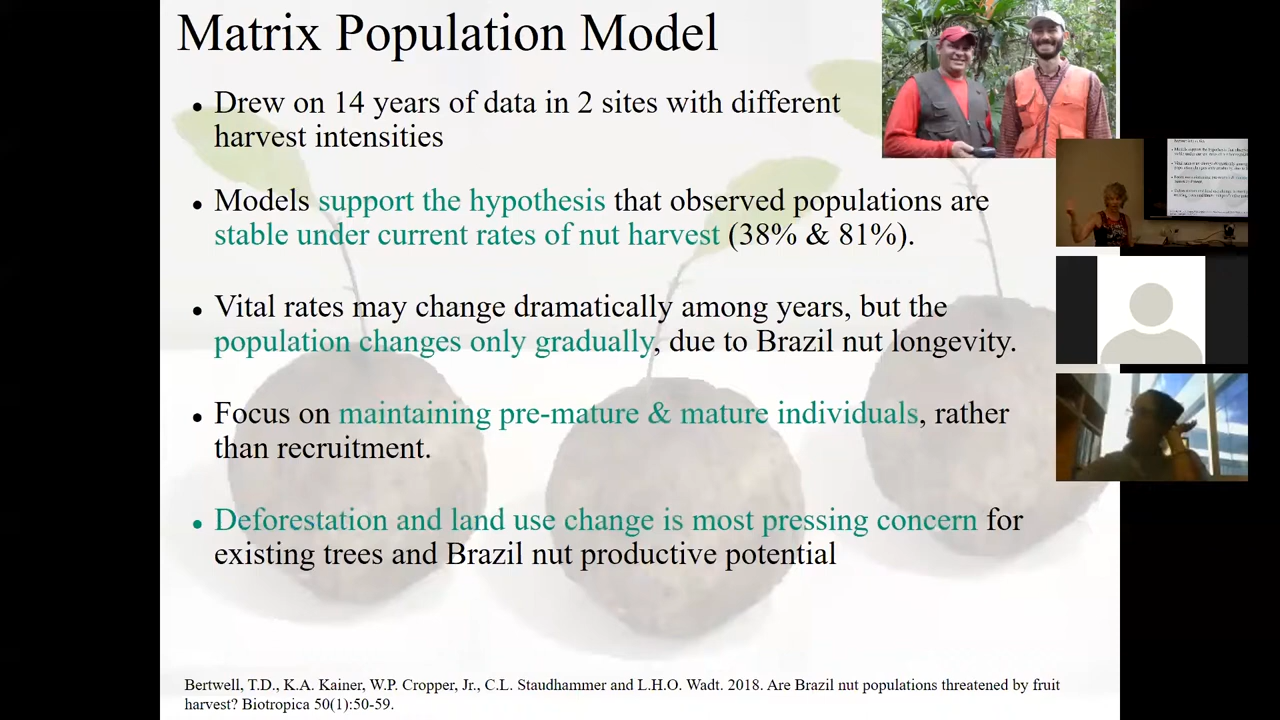 Matrix Population Model
• Drew on 14 years of data in 2 sites with different
harvest intensities
• Models support the hypothesis that observed populations are
stable under current rates of nut harvest (38% & 81%).
• Vital rates may change dramatically among years, but the
population changes only gradually, due to Brazil nut longevity.
• Focus on maintaining pre-mature & mature individuals, rather
than recruitment.
• Deforestation and land use change is most pressing concern for
existing trees and Brazil nut productive potential
Bertwell, T.D., K.A. Kainer, W.P. Cropper, Jr., C.L. Staudhammer and L.H.O. Wadt. 2018. Are Brazil nut populations threatened by fruit
harvest? Biotropica 50(1):50-59.